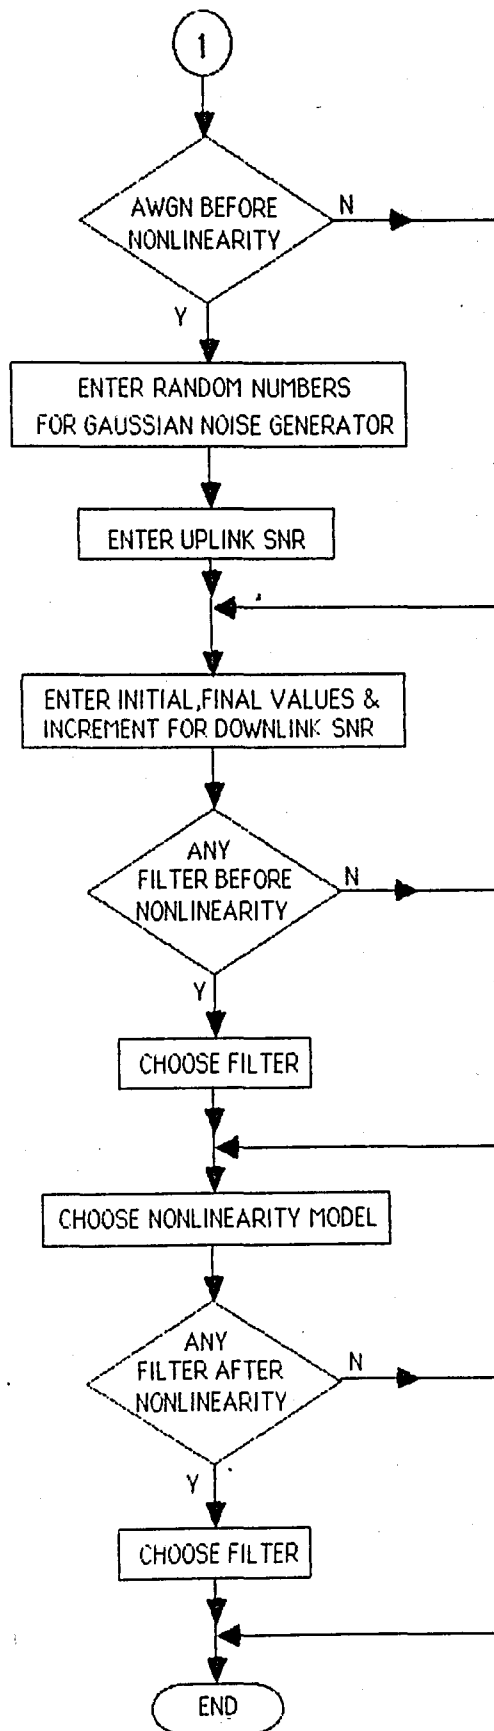 1
AWGN BEFORE
NONLINEARITY
N
Y
ENTER RANDOM NUMBERS
FOR GAUSSIAN NOISE GENERATOR
ENTER UPLINK SNR
ENTER INITIAL,FINAL VALUES &
INCREMENT FOR DOWNLINK SNR
ANY
FILTER BEFORE
NONLINEARITY
N
Y
CHOOSE FILTER
CHOOSE NONLINEARITY MODEL
ANY
FILTER AFTER
NONLINEARITY
N
Y
CHOOSE FILTER
END